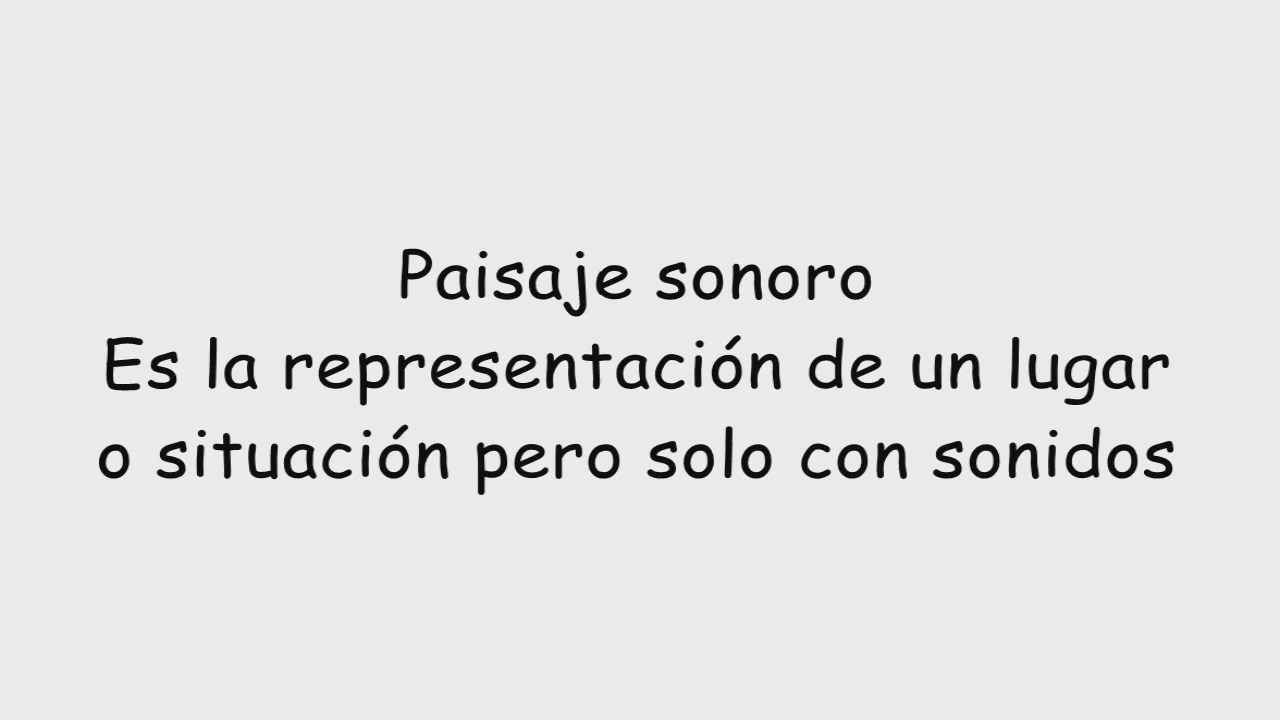 Paisaje sonoro
Es la representación de un lugar
o situación pero solo con sonidos